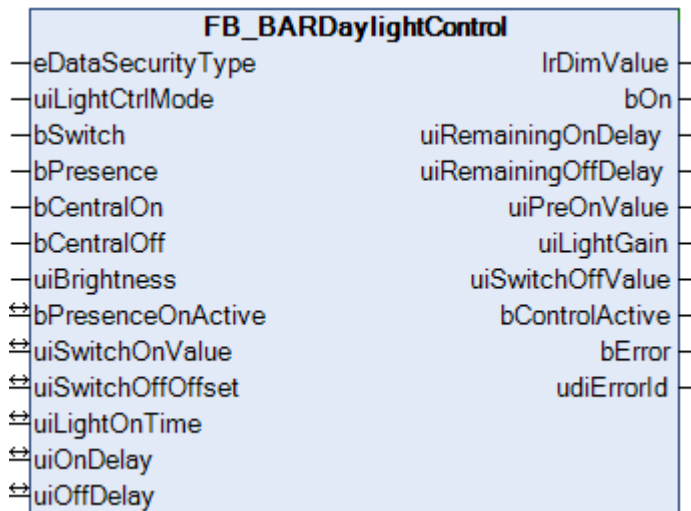 FB_BARDaylightControl
eDataSecurityType lrDimValue
uiLightCtrlMode bOn
bSwitch uiRemainingOnDelay
bPresence uiRemainingOffDelay
bCentralOn uiPreOnValue
bCentralOff uiLightGain
uiBrightness uiSwitchOffValue
bPresenceOnActive bControlActive
uiSwitchOnValue bError
uiSwitchOffOffset udiErrorId
uiLightOnTime
uiOnDelay
uiOffDelay